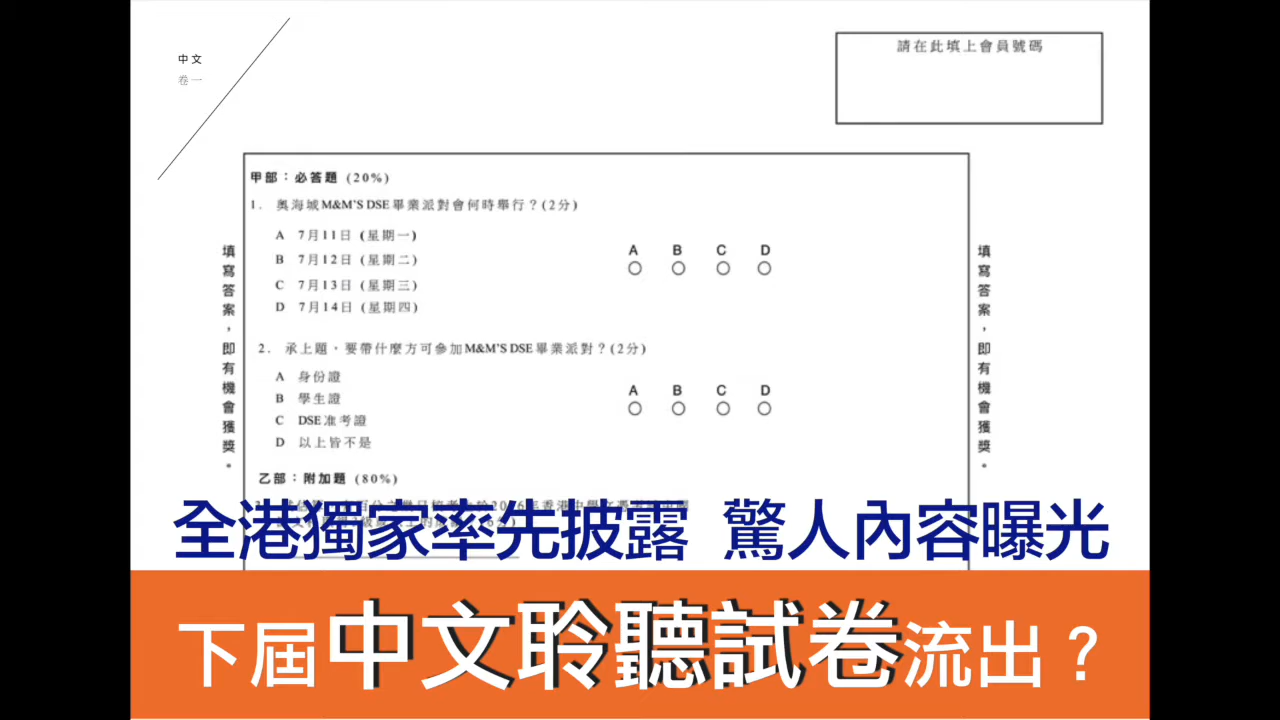 中文
卷一
請在此填上會員號碼
甲部：必答題 (20%)
1. 奧海城M&M'S DSE畢業派對會何時舉行？(2分)
A 7月11日 (星期一)
B 7月12日 (星期二)
C 7月13日 (星期三)
D 7月14日 (星期四)
A B C D
2. 承上題，要帶什麼方可參加M&M'S DSE畢業派對？(2分)
A 身份證
B 學生證
C DSE准考證
D 以上皆不是
A B C D
乙部：附加題 (80%)
填寫答案，即有機會獲獎。
填寫答案，即有機會獲獎。
全港獨家率先披露 驚人內容曝光
下屆中文聆聽試卷流出？